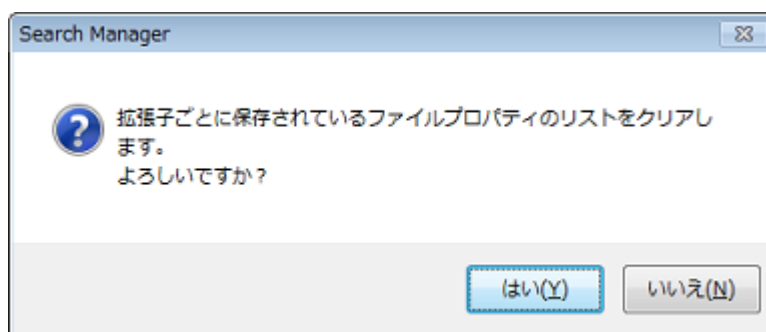 Search Manager
拡張子ごとに保存されているファイルプロパティのリストをクリアし
ます。
よろしいですか？
はい(Y) いいえ(N)